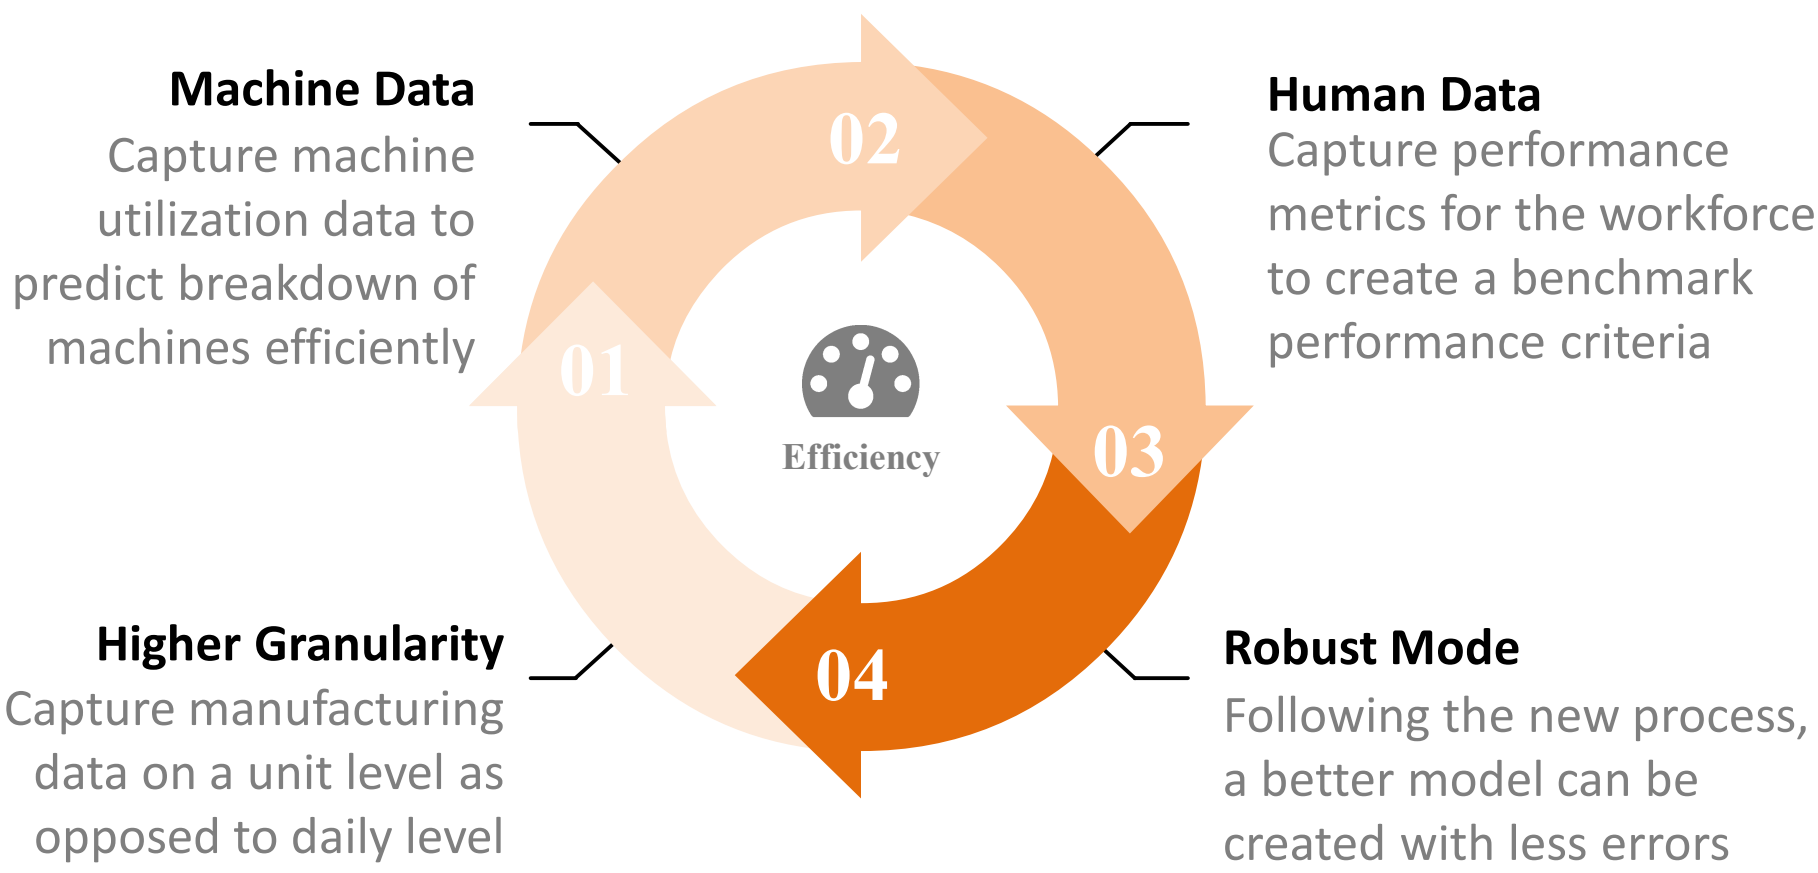 Machine Data
Capture machine
utilization data to
predict breakdown of
machines efficiently
Human Data
Capture performance
metrics for the workforce
to create a benchmark
performance criteria
02
01
03
04
Efficiency
Higher Granularity
Capture manufacturing
data on a unit level as
opposed to daily level
Robust Mode
Following the new process,
a better model can be
created with less errors